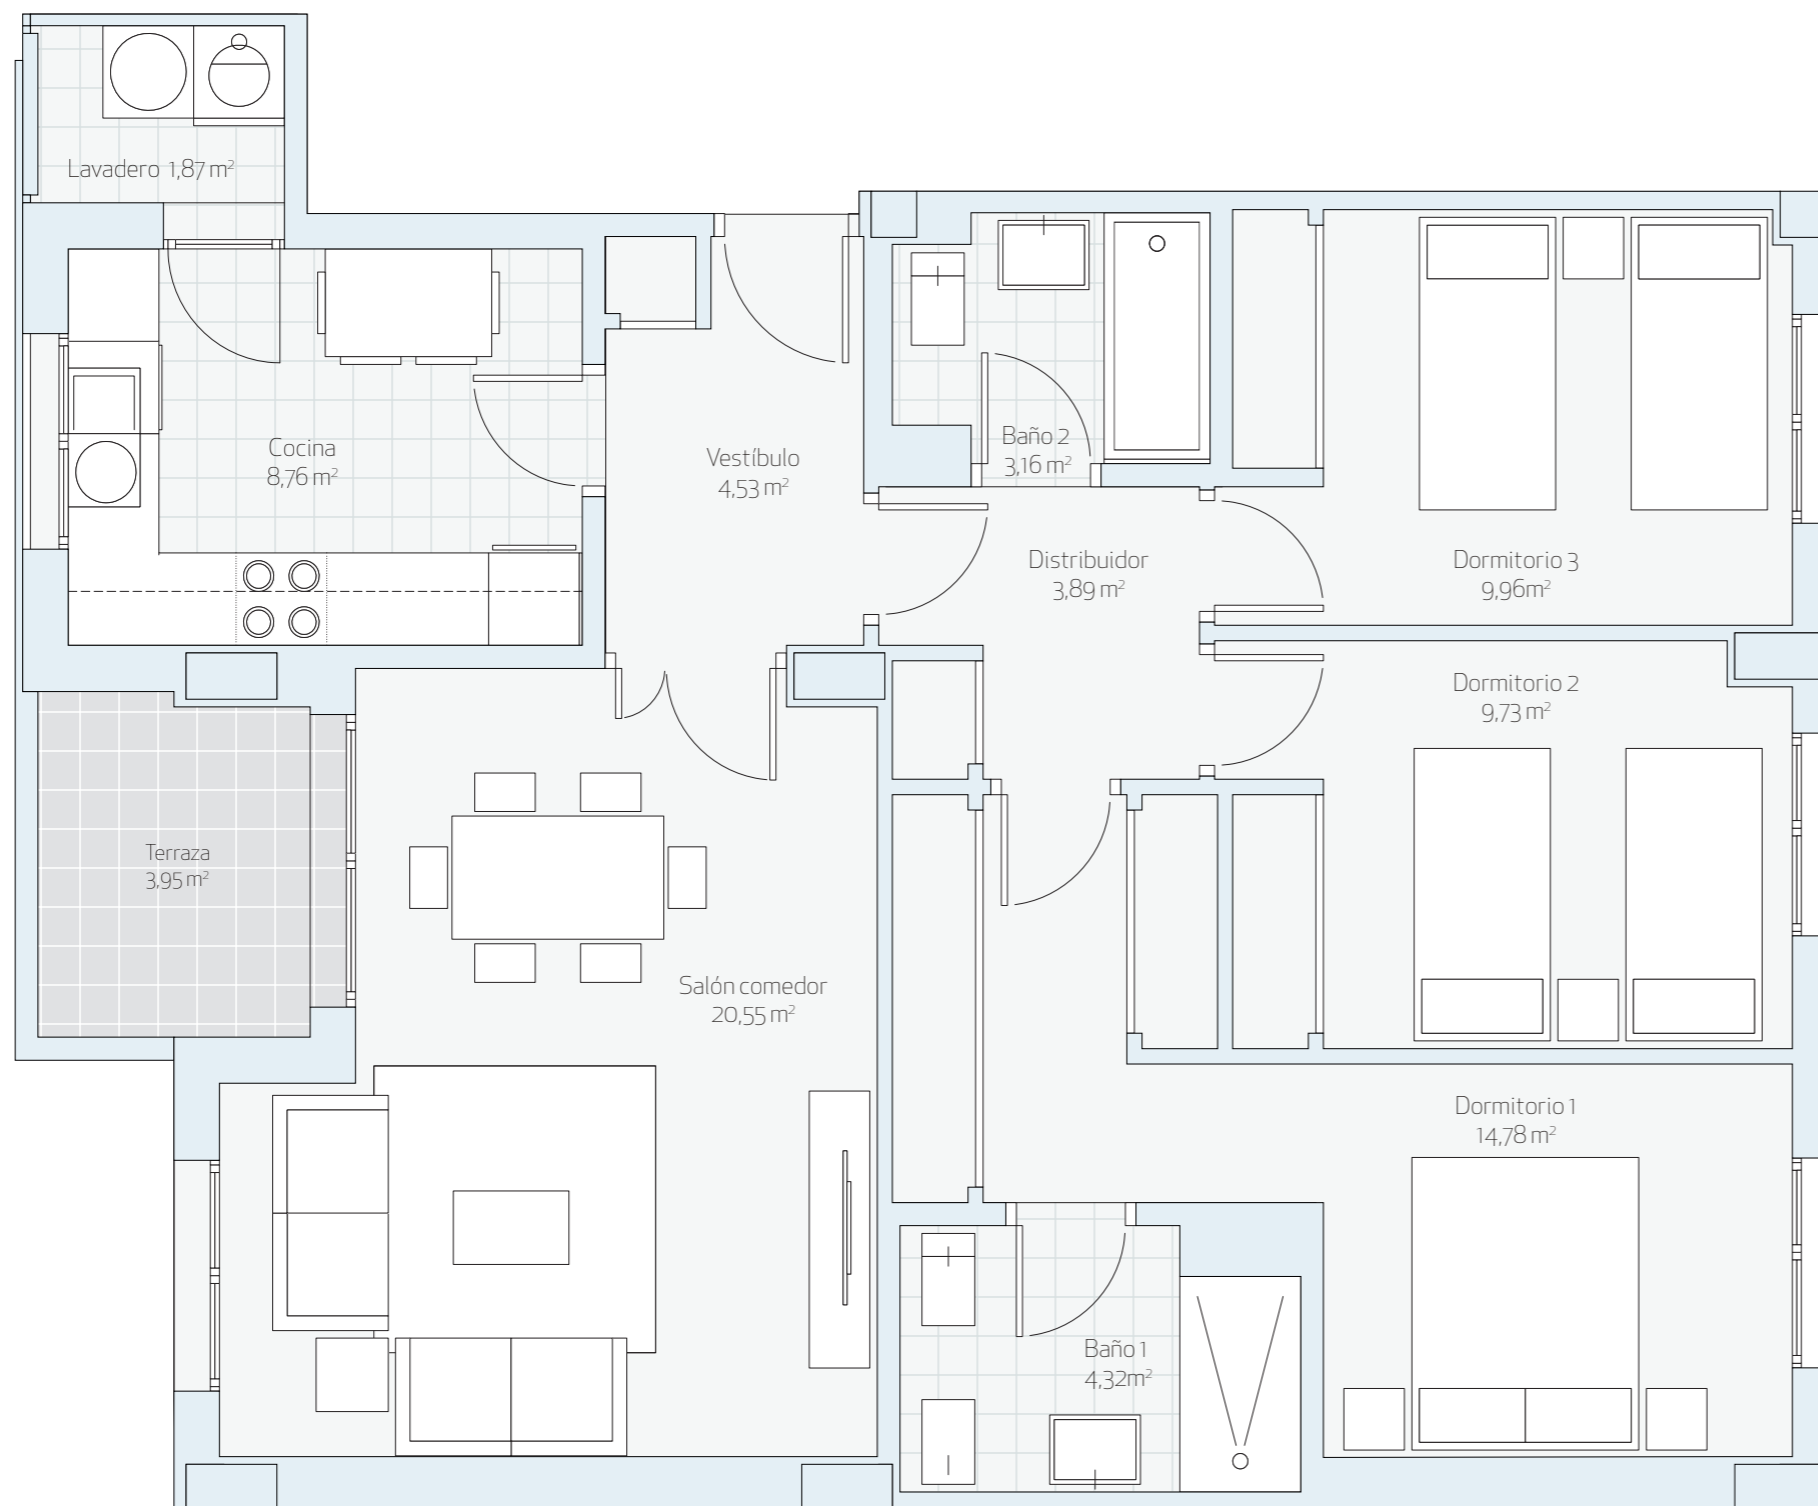 Lavadero 1,87 m²
Cocina
8,76 m²
Vestíbulo
4,53 m²
Baño 2
3,16 m²
Distribuidor
3,89 m²
Dormitorio 3
9,96m²
Dormitorio 2
9,73 m²
Terraza
3,95 m²
Salón comedor
20,55 m²
Dormitorio 1
14,78 m²
Baño 1
4,32m²